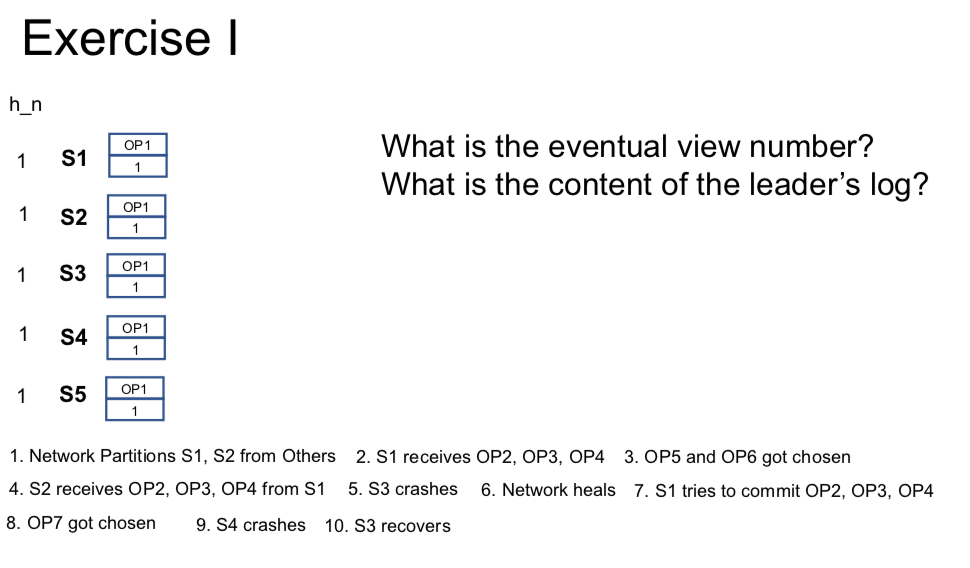 Exercise I
h_n
What is the eventual view number?
What is the content of the leader's log?
1 S1 OP1 1
1 S2 OP1 1
1 S3 OP1 1
1 S4 OP1 1
1 S5 OP1 1
1. Network Partitions S1, S2 from Others 2. S1 receives OP2, OP3, OP4 3. OP5 and OP6 got chosen
4. S2 receives OP2, OP3, OP4 from S1 5. S3 crashes 6. Network heals 7. S1 tries to commit OP2, OP3, OP4
8. OP7 got chosen 9. S4 crashes 10. S3 recovers